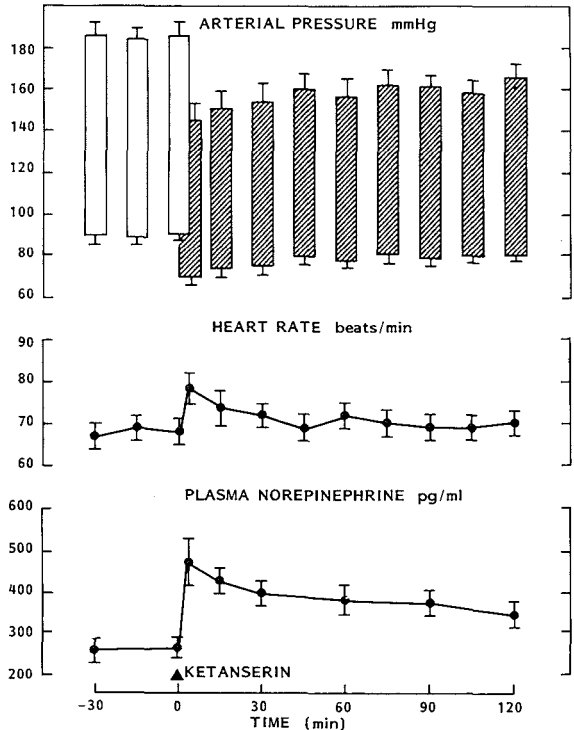 ARTERIAL PRESSURE mmHg
180
160
140
120
100
80
60
HEART RATE beats/min
90
80
70
60
PLASMA NOREPINEPHRINE pg/ml
600
500
400
300
200
▲KETANSERIN
-30 0 30 60 90 120
TIME (min)